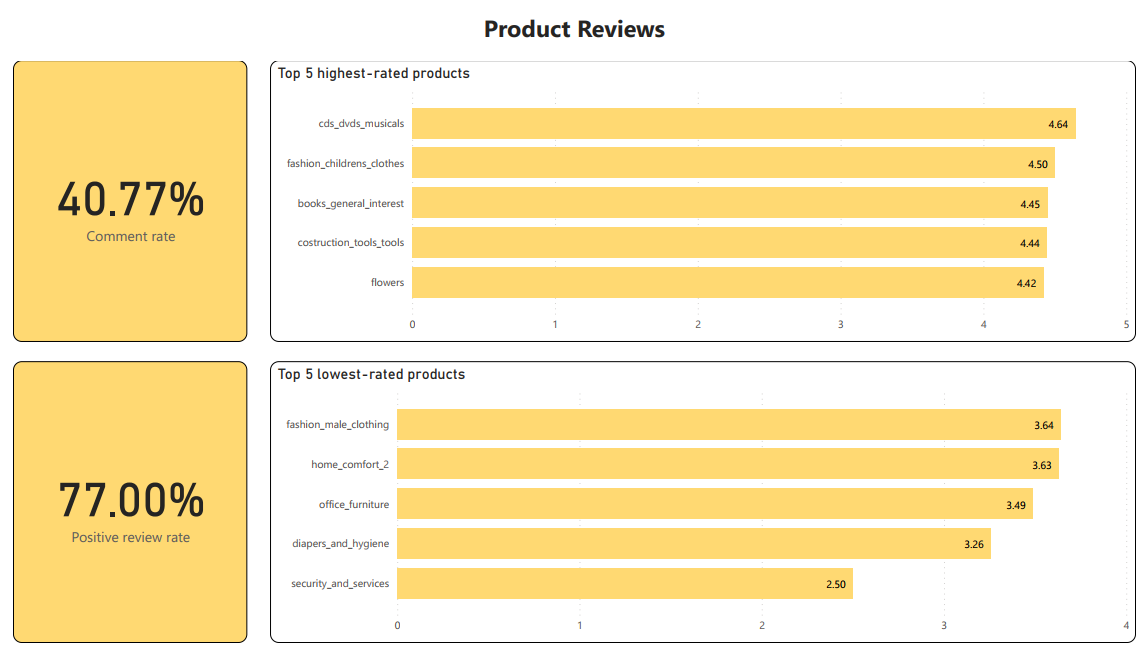 Product Reviews
40.77%
Comment rate
Top 5 highest-rated products
cds_dvds_musicals 4.64
fashion_childrens_clothes 4.50
books_general_interest 4.45
costruction_tools_tools 4.44
flowers 4.42
0 1 2 3 4 5
77.00%
Positive review rate
Top 5 lowest-rated products
fashion_male_clothing 3.64
home_comfort_2 3.63
office_furniture 3.49
diapers_and_hygiene 3.26
security_and_services 2.50
0 1 2 3 4